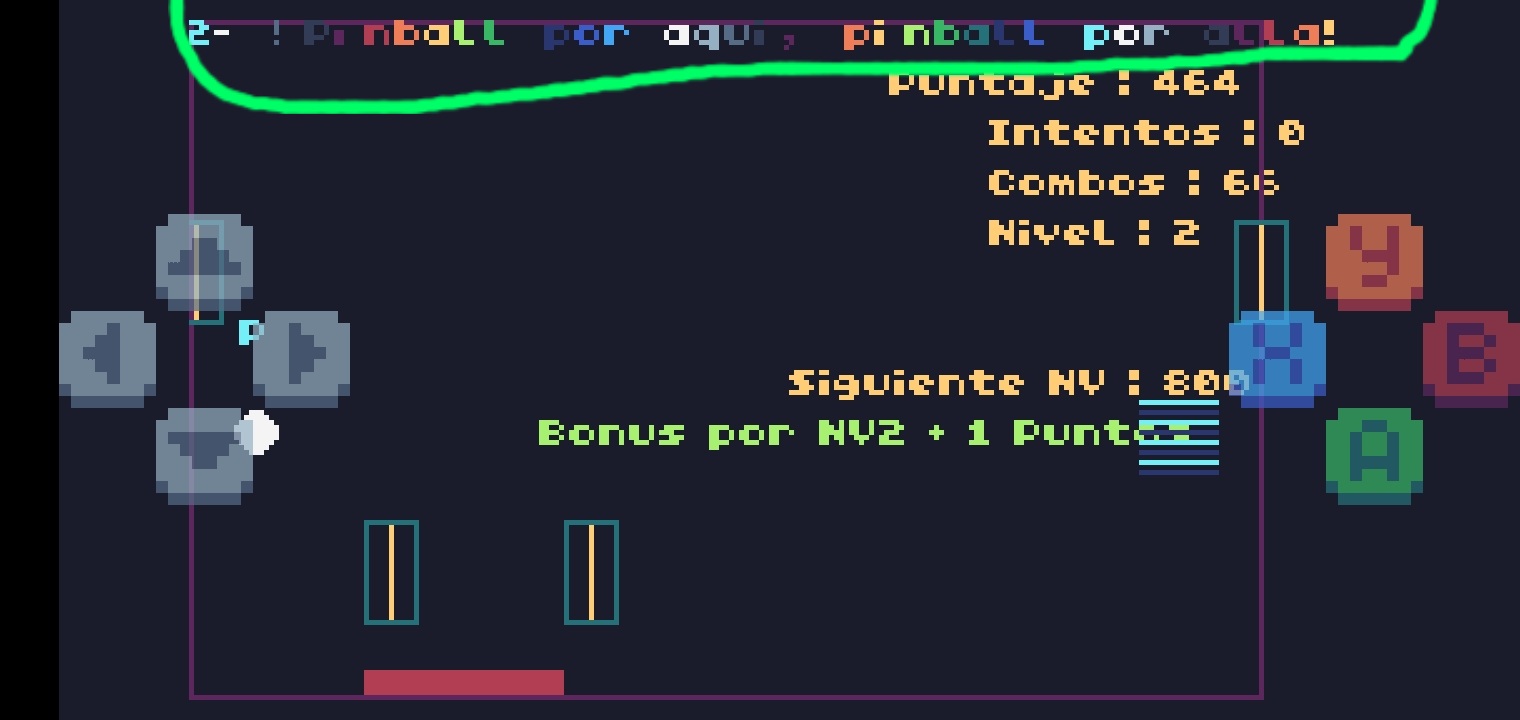 2- !Pinball por aqui, pinball por alla!
Puntaje : 464
Intentos : 0
Combos : 66
Nivel : 2
Y
p
X
B
Siguiente NV : 800
Bonus por NV2 + 1 Puntos
A